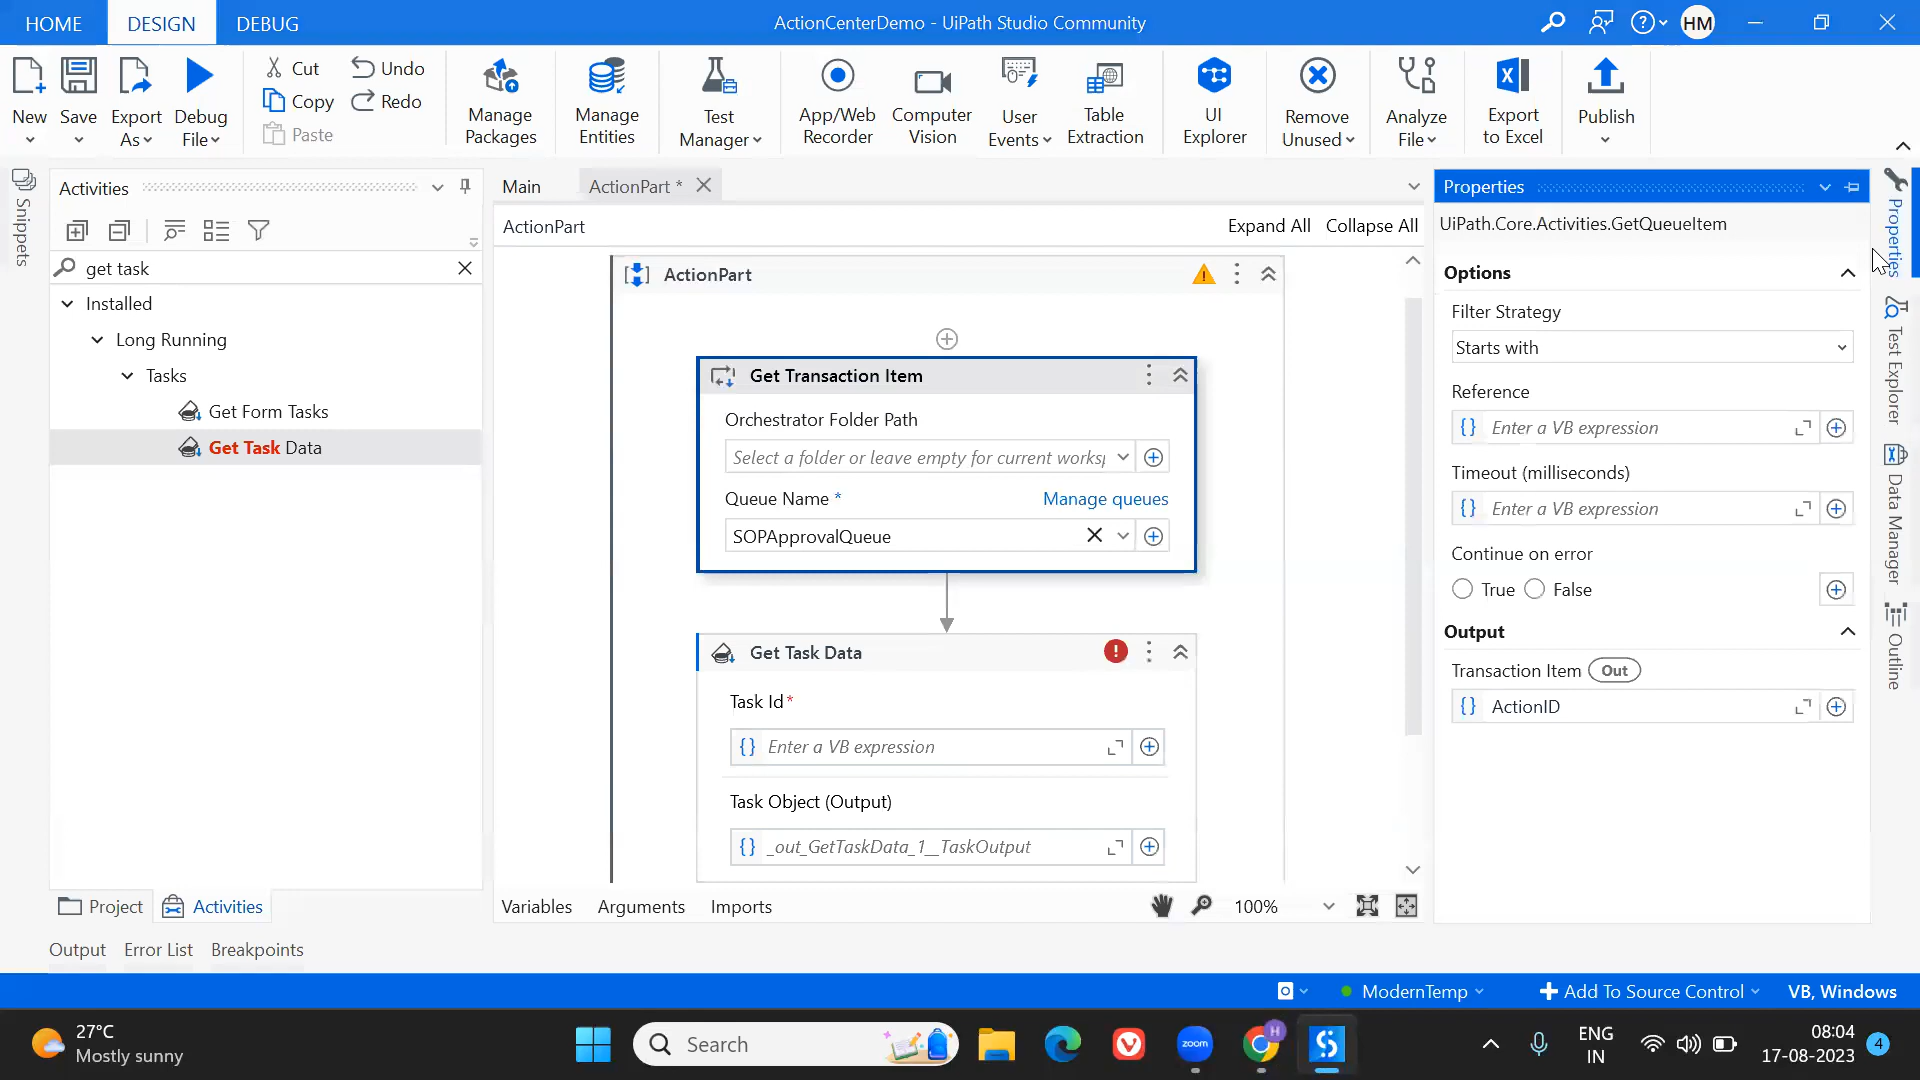 HOME DESIGN DEBUG
ActionCenterDemo - UiPath Studio Community
HM
New
Save
Export As
Debug File
Cut
Copy
Paste
Undo
Redo
Manage Packages
Manage Entities
Test Manager
App/Web Recorder
Computer Vision
User Events
Table Extraction
UI Explorer
Remove Unused
Analyze File
Export to Excel
Publish
Snippets
Activities
get task
Installed
Long Running
Tasks
Get Form Tasks
Get Task Data
Project
Activities
Main
ActionPart *
ActionPart
Expand All Collapse All
ActionPart
Get Transaction Item
Orchestrator Folder Path
Select a folder or leave empty for current worksp
Queue Name * Manage queues
SOPApprovalQueue
Get Task Data
Task Id*
Enter a VB expression
Task Object (Output)
_out_GetTaskData_1__TaskOutput
Variables Arguments Imports
100%
Properties
UiPath.Core.Activities.GetQueueItem
Options
Filter Strategy
Starts with
Reference
Enter a VB expression
Timeout (milliseconds)
Enter a VB expression
Continue on error
True False
Output
Transaction Item Out
ActionID
Properties
Test Explorer
Data Manager
Outline
Output Error List Breakpoints
ModernTemp
Add To Source Control
VB, Windows
27°C
Mostly sunny
Search
zoom
H
ENG
IN
08:04
17-08-2023
4